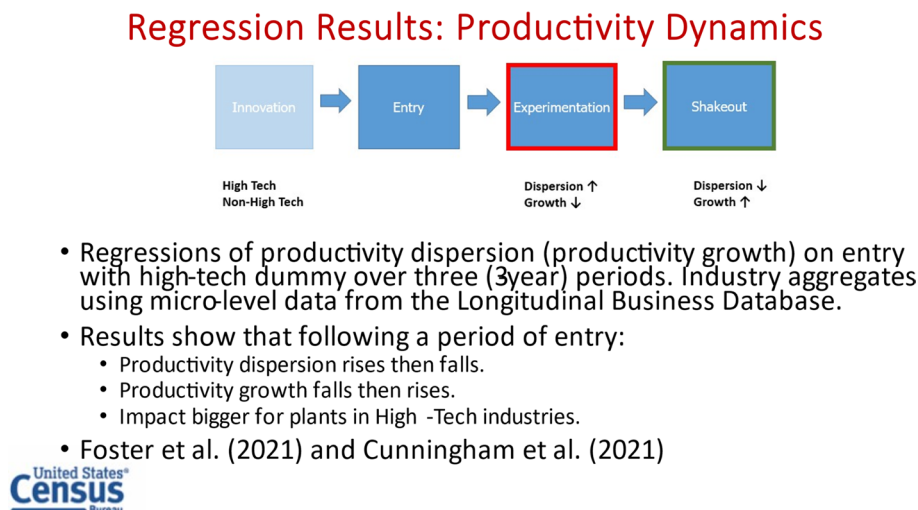 Regression Results: Productivity Dynamics
Innovation
Entry
Experimentation
Shakeout
High Tech
Non-High Tech
Dispersion ↑
Growth ↓
Dispersion ↓
Growth ↑
• Regressions of productivity dispersion (productivity growth) on entry
with high-tech dummy over three (3-year) periods. Industry aggregates
using micro-level data from the Longitudinal Business Database.
• Results show that following a period of entry:
• Productivity dispersion rises then falls.
• Productivity growth falls then rises.
• Impact bigger for plants in High -Tech industries.
• Foster et al. (2021) and Cunningham et al. (2021)
United States®
Census
Bureau